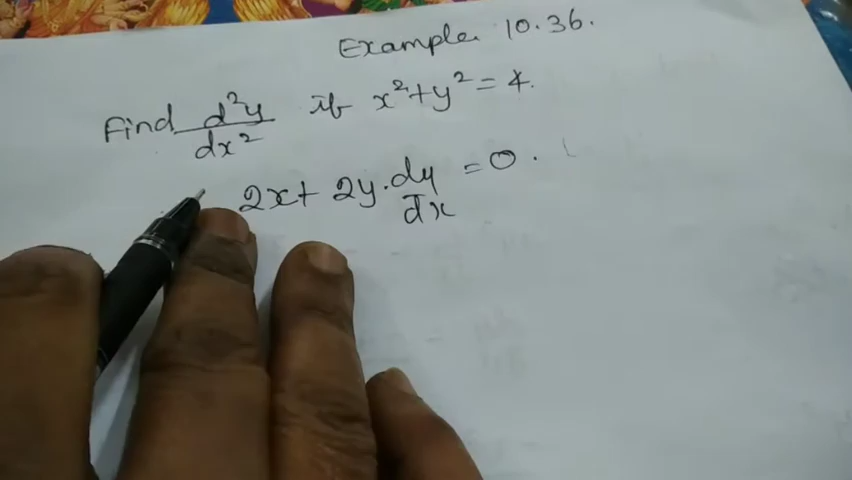 Example 10.36.
Find d²y/dx² if x²+y²=4.
2x+2y.dy/dx=0.